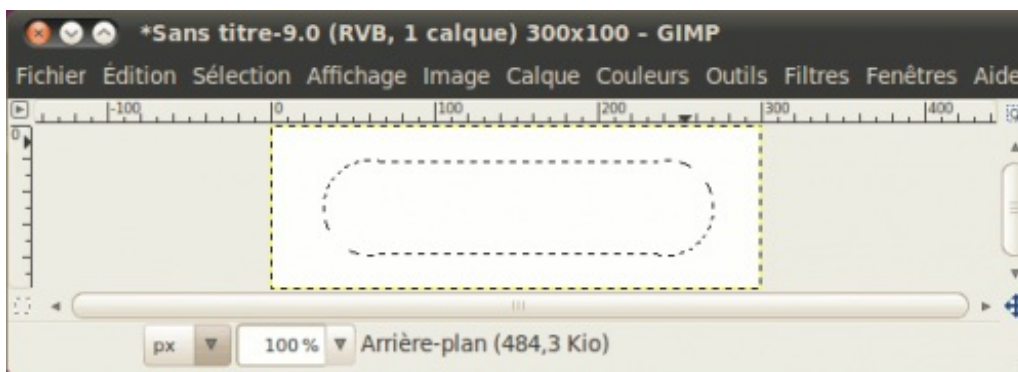 *Sans titre-9.0 (RVB, 1 calque) 300x100 – GIMP
Fichier Édition Sélection Affichage Image Calque Couleurs Outils Filtres Fenêtres Aide
-100 0 100 200 300 400
0
px 100 % Arrière-plan (484,3 Kio)